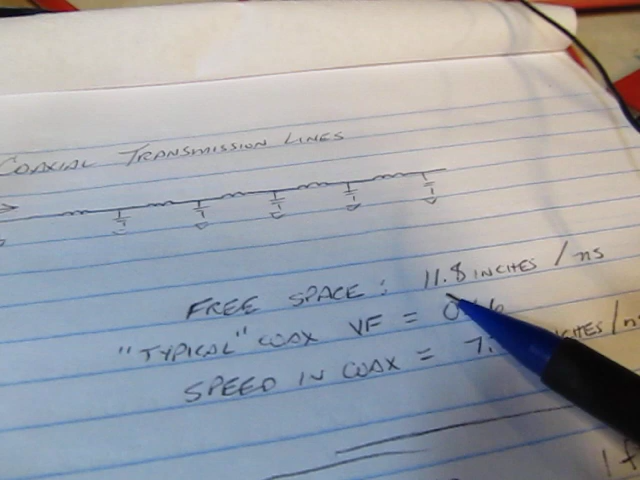 COAXIAL TRANSMISSION LINES
FREE SPACE: 11.8 INCHES / ns
"TYPICAL" COAX VF =
SPEED IN COAX =